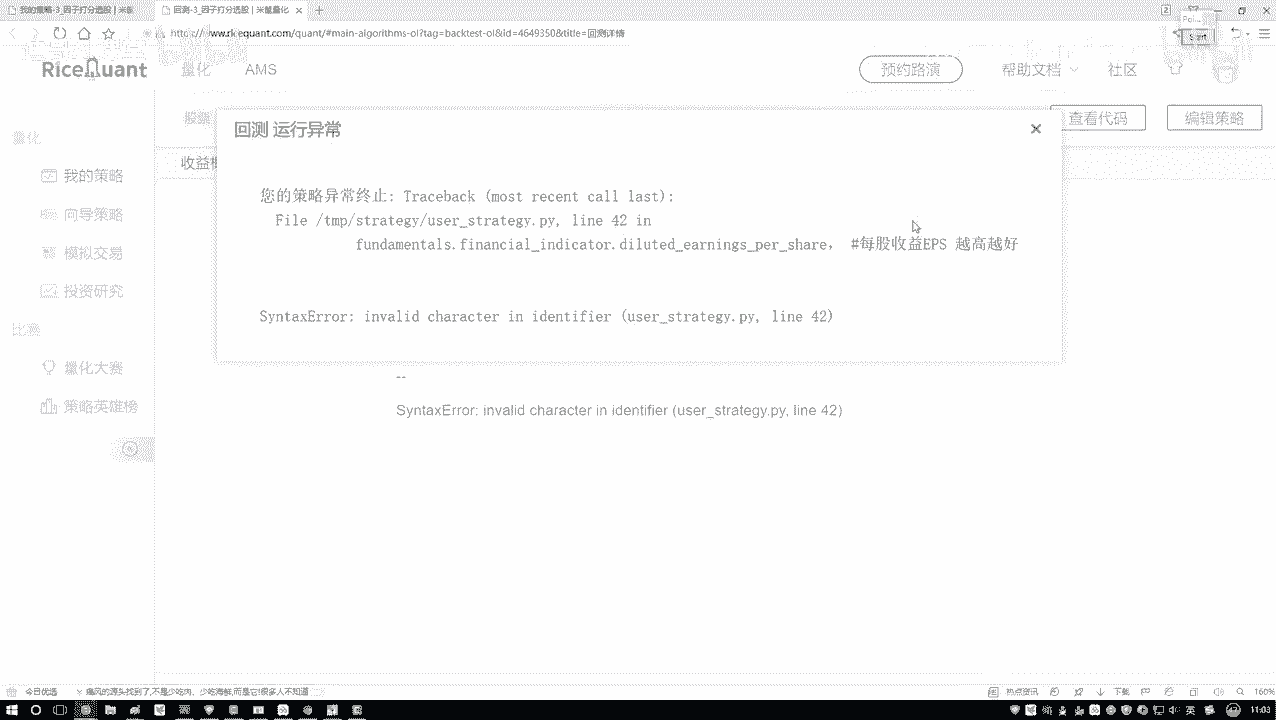 我的策略-3_因子打分选股 | 米筐
回测-3_因子打分选股 | 米筐量化
www.ricequant.com/quant/#main-algorithms-ol?tag=backtest-ol&id=4649350&title=回测详情
RiceQuant 量化 AMS 预约路演 帮助文档 社区
查看代码 编辑策略
量化
回测 运行异常
收益概
我的策略
您的策略异常终止: Traceback (most recent call last):
向导策略
File /tmp/strategy/user_strategy.py, line 42 in
fundamentals.financial_indicator.diluted_earnings_per_share， #每股收益EPS 越高越好
模拟交易
投资研究
SyntaxError: invalid character in identifier (user_strategy.py, line 42)
比赛
量化大赛
--
策略英雄榜
SyntaxError: invalid character in identifier (user_strategy.py, line 42)
今日优选 痛风的源头找到了,不是少吃肉、少吃海鲜,而是它!很多人不知道 热点资讯 下载 160%
英 11:03